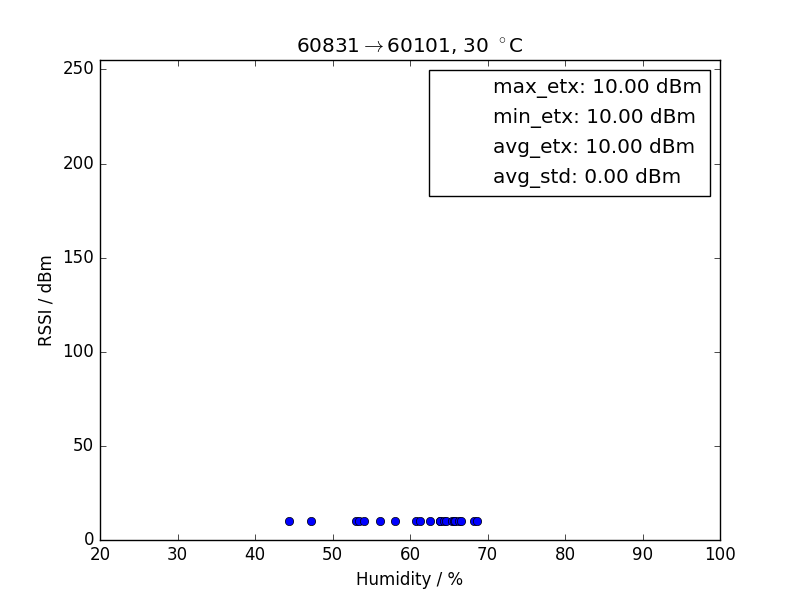 60831→60101, 30 °C
max_etx: 10.00 dBm
min_etx: 10.00 dBm
avg_etx: 10.00 dBm
avg_std: 0.00 dBm
RSSI / dBm
250
200
150
100
50
0
20 30 40 50 60 70 80 90 100
Humidity / %